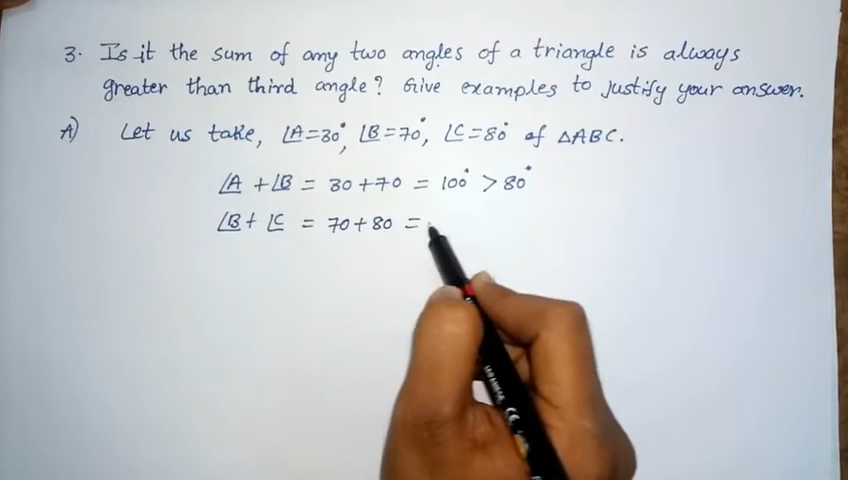 3. Is it the sum of any two angles of a triangle is always
greater than third angle? Give examples to justify your answer.
A) Let us take, ∠A=30°, ∠B=70°, ∠C=80° of △ABC.
∠A +∠B = 30+70 = 100° > 80°
∠B + ∠C = 70+80 =